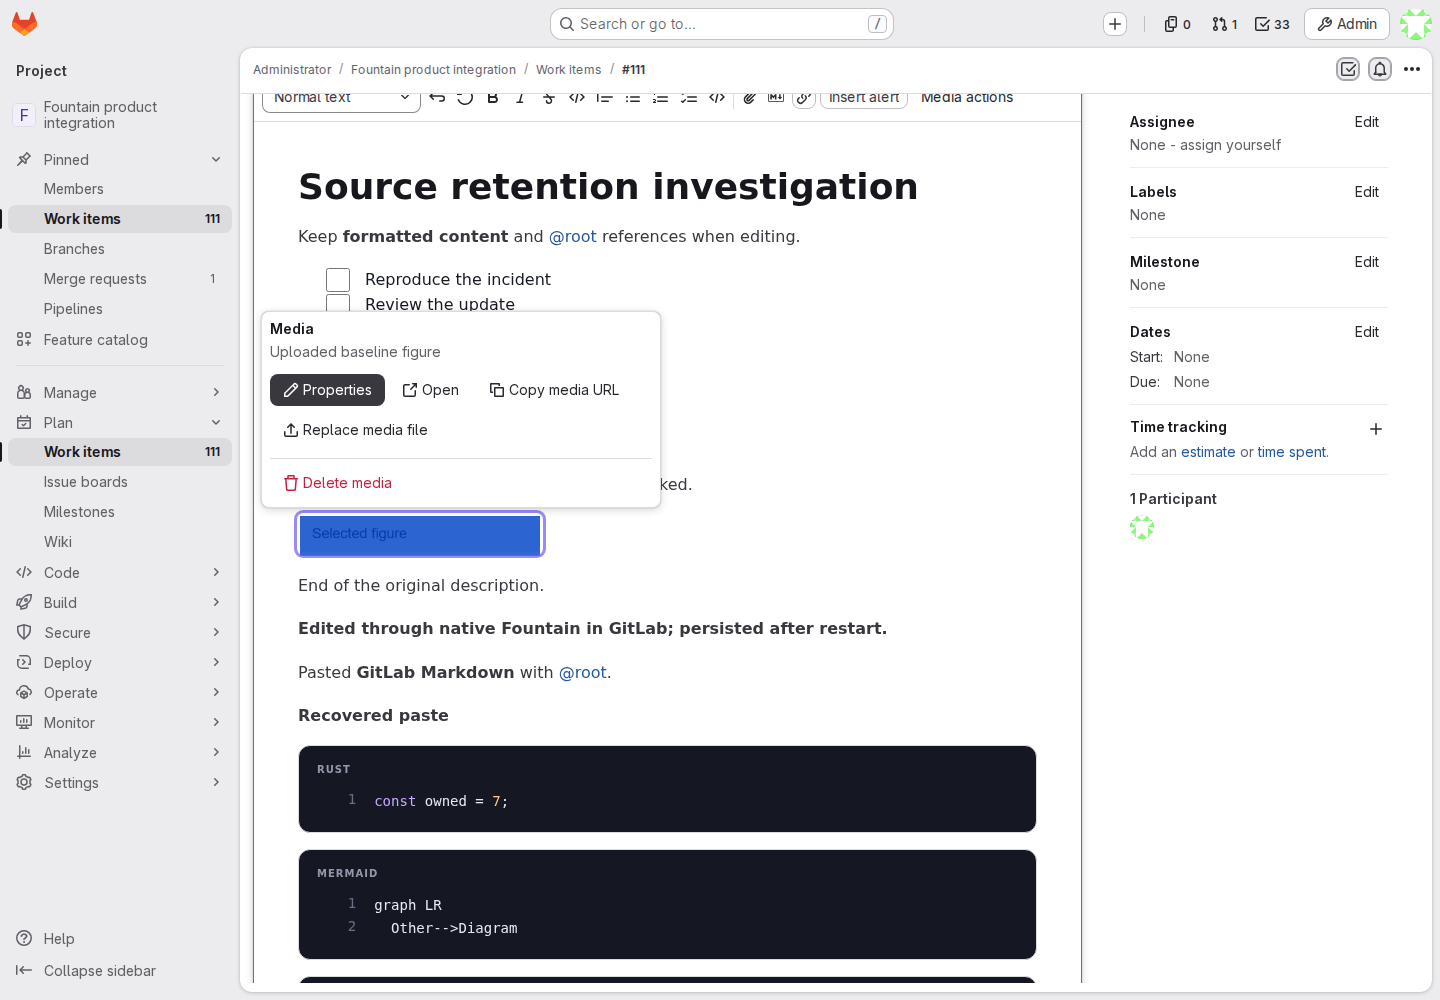 Search or go to...
/
0
1
33
Admin
Project
F
Fountain product
integration
Pinned
Members
Work items
111
Branches
Merge requests
1
Pipelines
Feature catalog
Manage
Plan
Work items
111
Issue boards
Milestones
Wiki
Code
Build
Secure
Deploy
Operate
Monitor
Analyze
Settings
Help
Collapse sidebar
Administrator / Fountain product integration / Work items / #111
Normal text
Insert alert
Media actions
Source retention investigation
Keep formatted content and @root references when editing.
Reproduce the incident
Review the update
Media
Uploaded baseline figure
Properties
Open
Copy media URL
Replace media file
Delete media
ked.
Selected figure
End of the original description.
Edited through native Fountain in GitLab; persisted after restart.
Pasted GitLab Markdown with @root.
Recovered paste
RUST
1 const owned = 7;
MERMAID
1 graph LR
2 Other-->Diagram
Assignee
Edit
None - assign yourself
Labels
Edit
None
Milestone
Edit
None
Dates
Edit
Start: None
Due: None
Time tracking
Add an estimate or time spent.
1 Participant